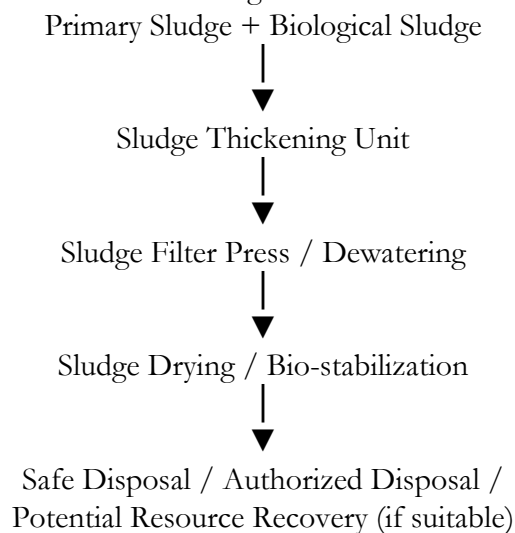 Primary Sludge + Biological Sludge
Sludge Thickening Unit
Sludge Filter Press / Dewatering
Sludge Drying / Bio-stabilization
Safe Disposal / Authorized Disposal /
Potential Resource Recovery (if suitable)